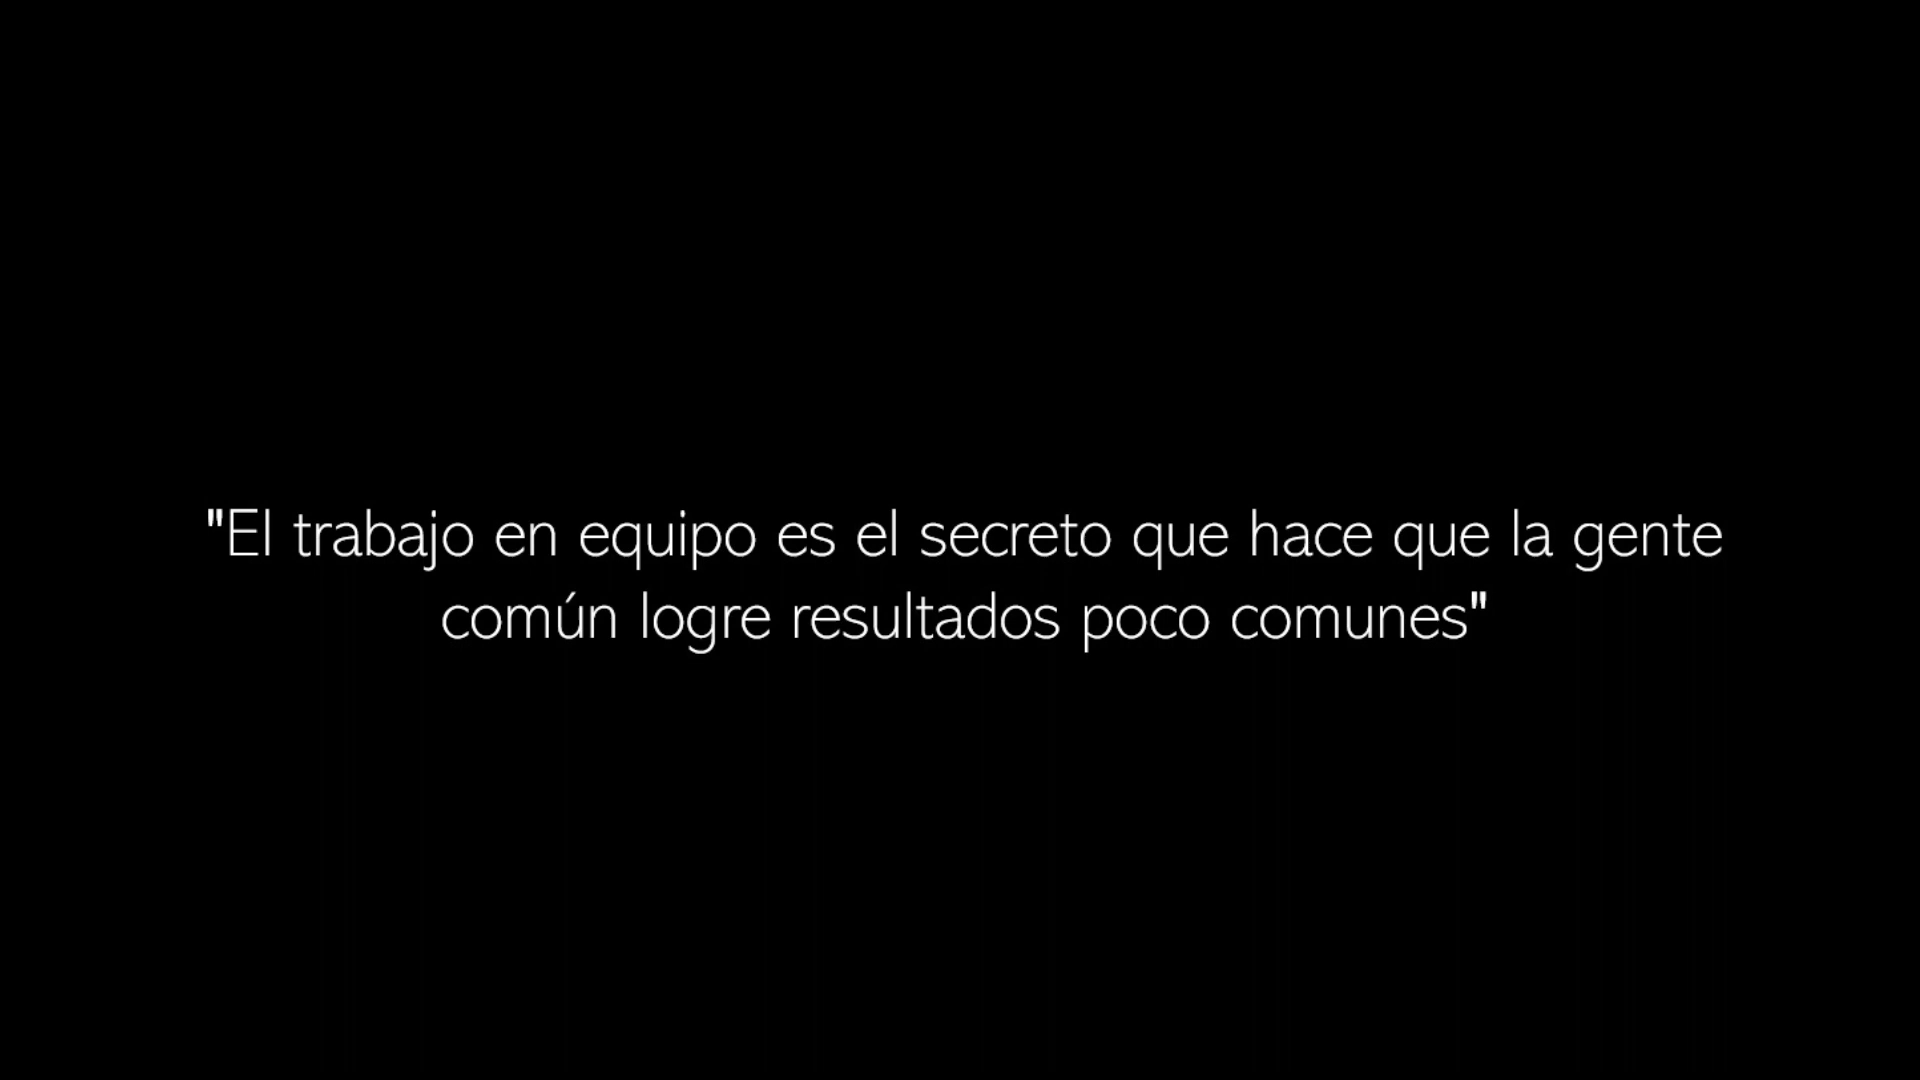 "El trabajo en equipo es el secreto que hace que la gente
común logre resultados poco comunes"